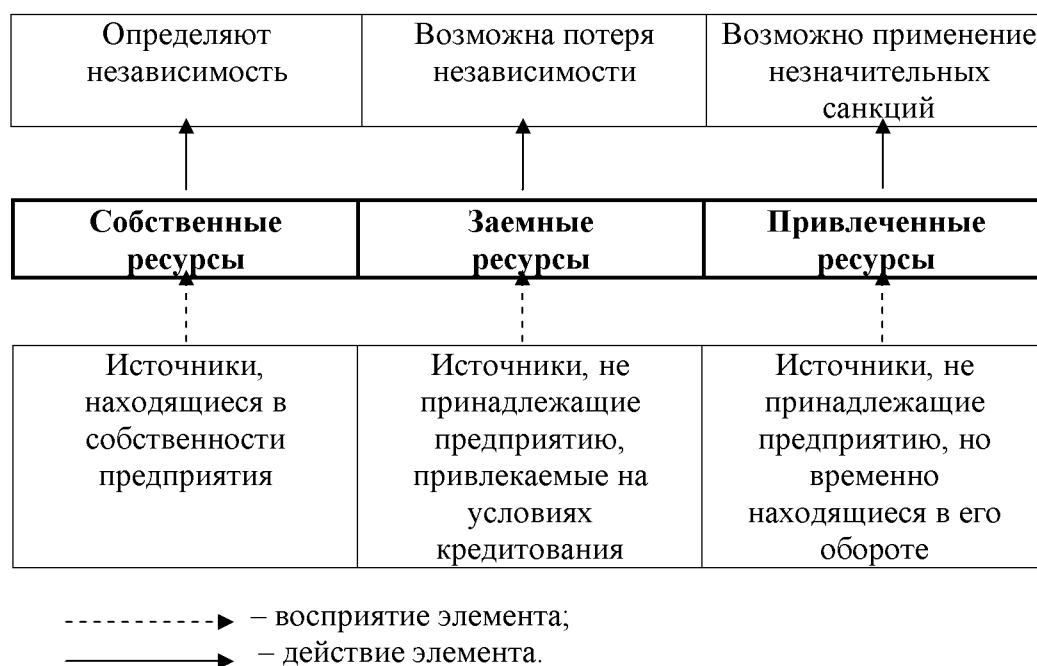 Определяют
независимость
Возможна потеря
независимости
Возможно применение
незначительных
санкций
Собственные
ресурсы
Заемные
ресурсы
Привлеченные
ресурсы
Источники,
находящиеся в
собственности
предприятия
Источники, не
принадлежащие
предприятию,
привлекаемые на
условиях
кредитования
Источники, не
принадлежащие
предприятию, но
временно
находящиеся в его
обороте
– восприятие элемента;
– действие элемента.